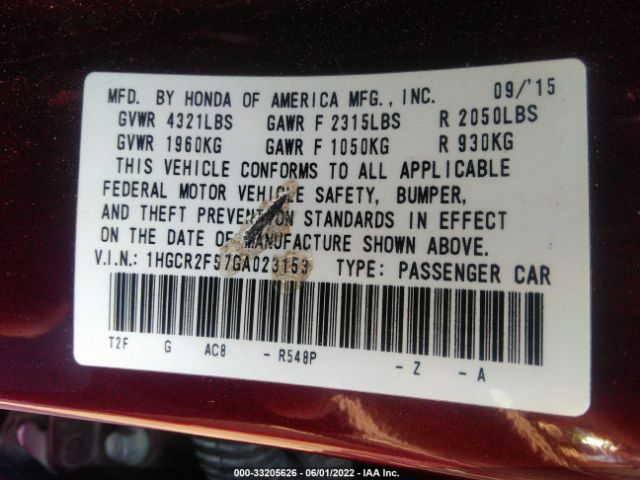 MFD. BY HONDA OF AMERICA MFG., INC. 09/'15
GVWR 4321LBS GAWR F 2315LBS R 2050LBS
GVWR 1960KG GAWR F 1050KG R 930KG
THIS VEHICLE CONFORMS TO ALL APPLICABLE
FEDERAL MOTOR VEHICLE SAFETY, BUMPER,
AND THEFT PREVENTION STANDARDS IN EFFECT
ON THE DATE OF MANUFACTURE SHOWN ABOVE.
V.I.N.: 1HGCR2F57GA023153 TYPE: PASSENGER CAR
T2F G AC8 - R548P - Z - A
000-33205626 - 06/01/2022 - IAA Inc.